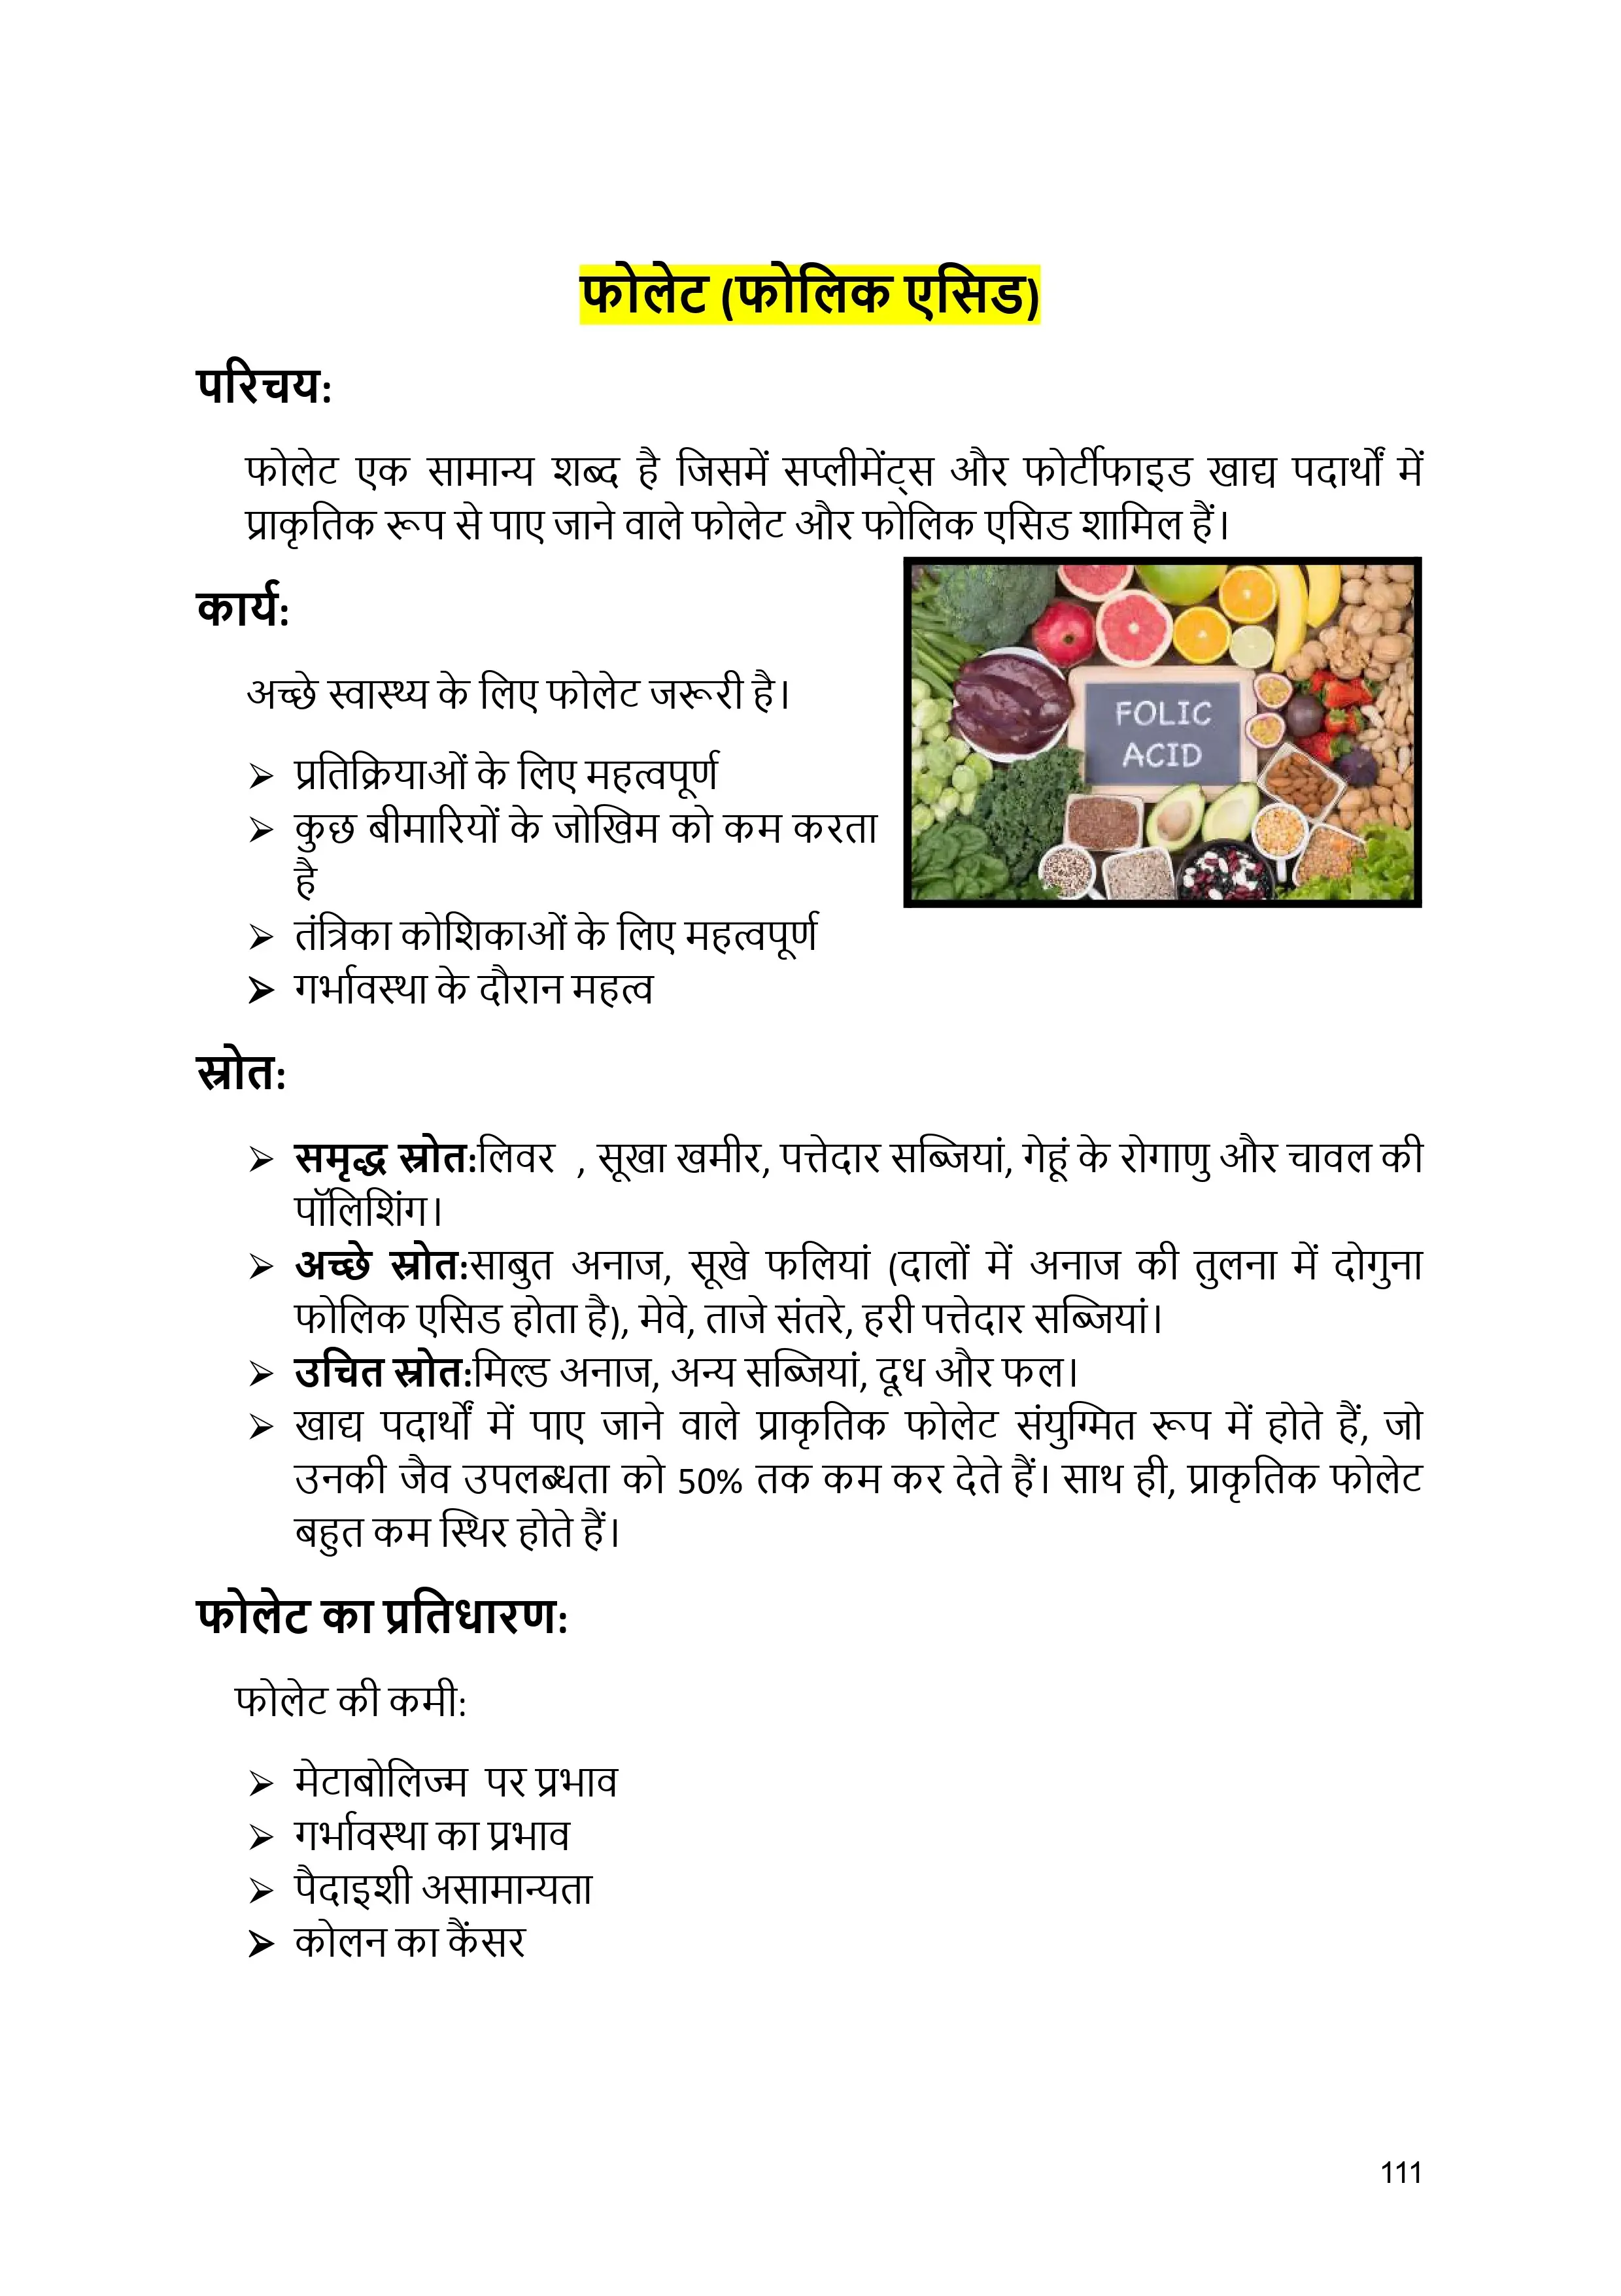 फोलेट (फोलिक एसिड)
परिचय:
फोलेट एक सामान्य शब्द है जिसमें सप्लीमेंट्स और फोर्टीफाइड खाद्य पदार्थों में
प्राकृतिक रूप से पाए जाने वाले फोलेट और फोलिक एसिड शामिल हैं।
कार्य:
अच्छे स्वास्थ्य के लिए फोलेट जरूरी है।
➢ प्रतिक्रियाओं के लिए महत्वपूर्ण
➢ कुछ बीमारियों के जोखिम को कम करता
है
➢ तंत्रिका कोशिकाओं के लिए महत्वपूर्ण
➢ गर्भावस्था के दौरान महत्व
FOLIC
ACID
स्रोत:
➢ समृद्ध स्रोत:लिवर , सूखा खमीर, पत्तेदार सब्जियां, गेहूं के रोगाणु और चावल की
पॉलिशिंग।
➢ अच्छे स्रोत:साबुत अनाज, सूखे फलियां (दालों में अनाज की तुलना में दोगुना
फोलिक एसिड होता है), मेवे, ताजे संतरे, हरी पत्तेदार सब्जियां।
➢ उचित स्रोत:मिल्ड अनाज, अन्य सब्जियां, दूध और फल।
➢ खाद्य पदार्थों में पाए जाने वाले प्राकृतिक फोलेट संयुग्मित रूप में होते हैं, जो
उनकी जैव उपलब्धता को 50% तक कम कर देते हैं। साथ ही, प्राकृतिक फोलेट
बहुत कम स्थिर होते हैं।
फोलेट का प्रतिधारण:
फोलेट की कमी:
➢ मेटाबोलिज्म पर प्रभाव
➢ गर्भावस्था का प्रभाव
➢ पैदाइशी असामान्यता
➢ कोलन का कैंसर
111